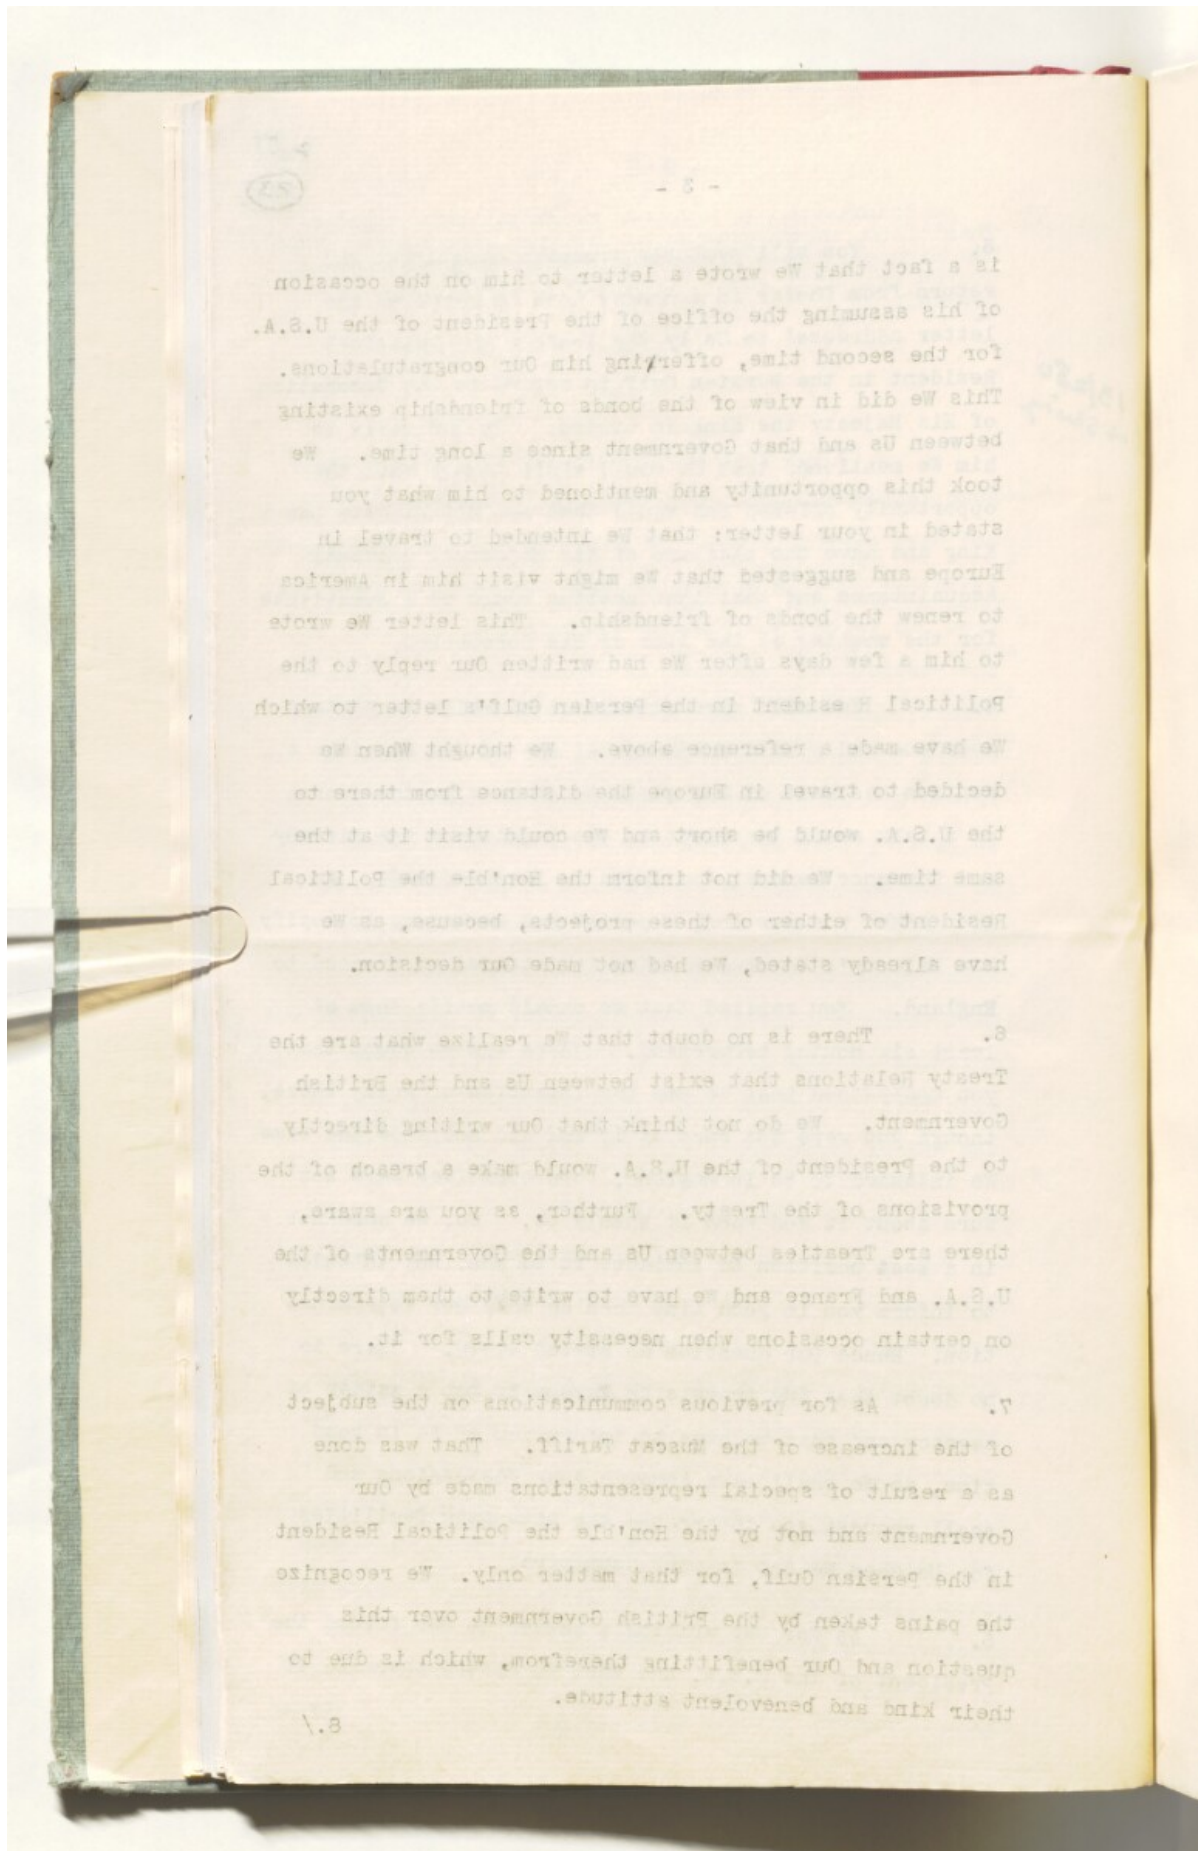 - 3 -
23
is a fact that We wrote a letter to him on the occasion
of his assuming the office of the President of the U.S.A.
for the second time, offerring him Our congratulations.
This We did in view of the bonds of friendship existing
between Us and that Government since a long time. We
took this opportunity and mentioned to him what you
stated in your letter: that We intended to travel in
Europe and suggested that We might visit him in America
to renew the bonds of friendship. This letter We wrote
to him a few days after We had written Our reply to the
Political Resident in the Persian Gulf's letter to which
We have made a reference above. We thought When We
decided to travel in Europe the distance from there to
the U.S.A. would be short and We could visit it at the
same time. We did not inform the Hon'ble the Political
Resident of either of these projects, because, as We
have already stated, We had not made Our decision.
6. There is no doubt that We realize what are the
Treaty Relations that exist between Us and the British
Government. We do not think that Our writing directly
to the President of the U.S.A. would make a breach of the
provisions of the Treaty. Further, as you are aware,
there are Treaties between Us and the Governments of the
U.S.A. and France and We have to write to them directly
on certain occasions when necessity calls for it.
7. As for previous communications on the subject
of the increase of the Muscat Tariff. That was done
as a result of special representations made by Our
Government and not by the Hon'ble the Political Resident
in the Persian Gulf, for that matter only. We recognize
the pains taken by the British Government over this
question and Our benefitting therefrom, which is due to
their kind and benevolent attitude.
8./